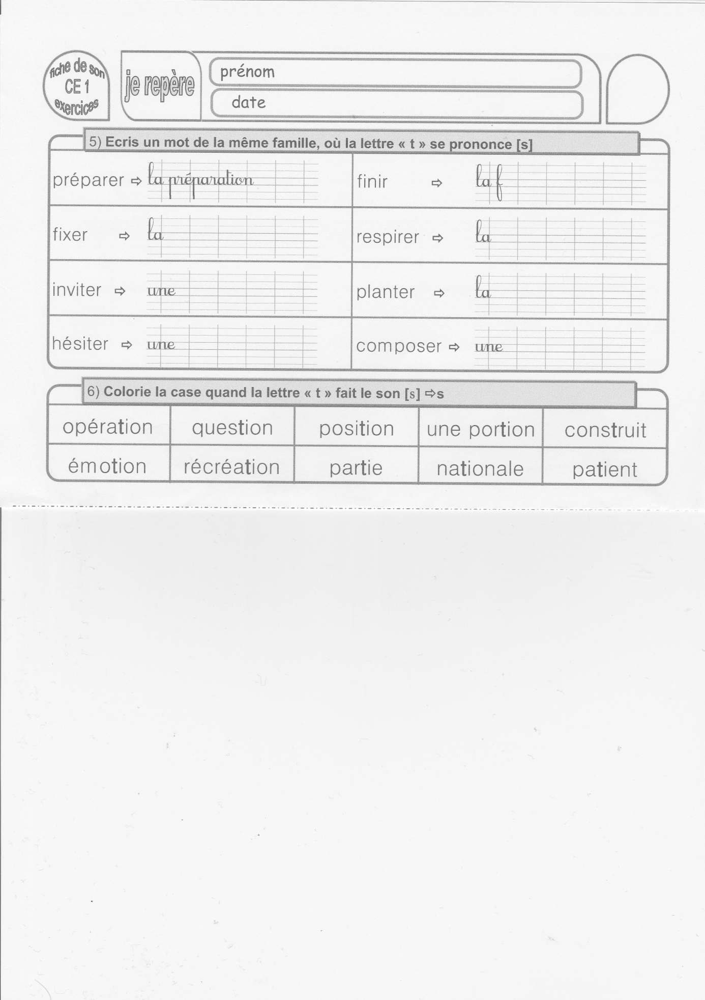 fiche de son
CE 1
exercices
je repère
prénom
date
5) Ecris un mot de la même famille, où la lettre « t » se prononce [s]
préparer ⇨ la préparation
finir ⇨ la f
fixer ⇨ la
respirer ⇨ la
inviter ⇨ une
planter ⇨ la
hésiter ⇨ une
composer ⇨ une
6) Colorie la case quand la lettre « t » fait le son [s] ⇨s
opération question position une portion construit
émotion récréation partie nationale patient